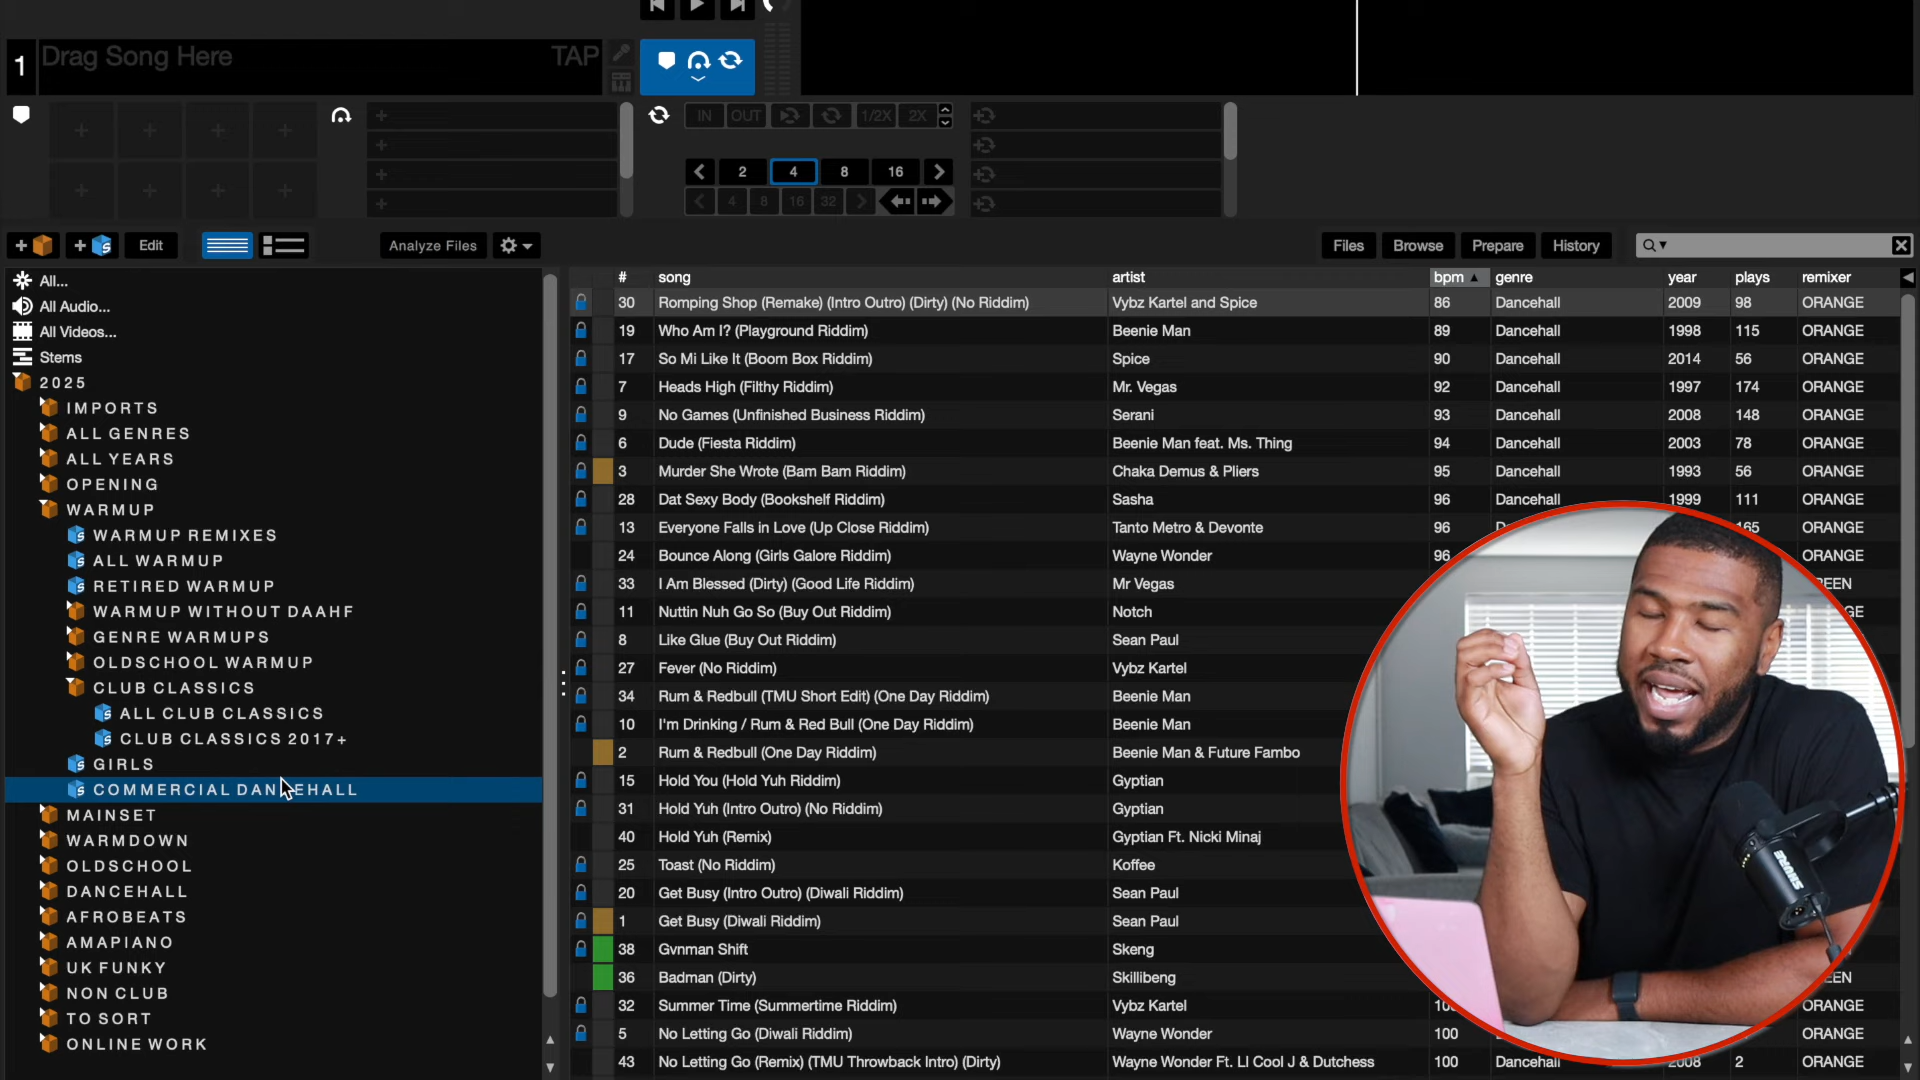 1 Drag Song Here TAP
IN OUT 1/2X 2X
2 4 8 16
4 8 16 32
Edit Analyze Files Files Browse Prepare History
All...
All Audio...
All Videos...
Stems
2025
IMPORTS
ALL GENRES
ALL YEARS
OPENING
WARMUP
WARMUP REMIXES
ALL WARMUP
RETIRED WARMUP
WARMUP WITHOUT DAAHF
GENRE WARMUPS
OLDSCHOOL WARMUP
CLUB CLASSICS
ALL CLUB CLASSICS
CLUB CLASSICS 2017+
GIRLS
COMMERCIAL DANCEHALL
MAINSET
WARMDOWN
OLDSCHOOL
DANCEHALL
AFROBEATS
AMAPIANO
UK FUNKY
NON CLUB
TO SORT
ONLINE WORK
# song artist bpm genre year plays remixer
30 Romping Shop (Remake) (Intro Outro) (Dirty) (No Riddim) Vybz Kartel and Spice 86 Dancehall 2009 98 ORANGE
19 Who Am I? (Playground Riddim) Beenie Man 89 Dancehall 1998 115 ORANGE
17 So Mi Like It (Boom Box Riddim) Spice 90 Dancehall 2014 56 ORANGE
7 Heads High (Filthy Riddim) Mr. Vegas 92 Dancehall 1997 174 ORANGE
9 No Games (Unfinished Business Riddim) Serani 93 Dancehall 2008 148 ORANGE
6 Dude (Fiesta Riddim) Beenie Man feat. Ms. Thing 94 Dancehall 2003 78 ORANGE
3 Murder She Wrote (Bam Bam Riddim) Chaka Demus & Pliers 95 Dancehall 1993 56 ORANGE
28 Dat Sexy Body (Bookshelf Riddim) Sasha 96 Dancehall 1999 111 ORANGE
13 Everyone Falls in Love (Up Close Riddim) Tanto Metro & Devonte 96 165 ORANGE
24 Bounce Along (Girls Galore Riddim) Wayne Wonder 96 ORANGE
33 I Am Blessed (Dirty) (Good Life Riddim) Mr Vegas
11 Nuttin Nuh Go So (Buy Out Riddim) Notch
8 Like Glue (Buy Out Riddim) Sean Paul
27 Fever (No Riddim) Vybz Kartel
34 Rum & Redbull (TMU Short Edit) (One Day Riddim) Beenie Man
10 I'm Drinking / Rum & Red Bull (One Day Riddim) Beenie Man
2 Rum & Redbull (One Day Riddim) Beenie Man & Future Fambo
15 Hold You (Hold Yuh Riddim) Gyptian
31 Hold Yuh (Intro Outro) (No Riddim) Gyptian
40 Hold Yuh (Remix) Gyptian Ft. Nicki Minaj
25 Toast (No Riddim) Koffee
20 Get Busy (Intro Outro) (Diwali Riddim) Sean Paul
1 Get Busy (Diwali Riddim) Sean Paul
38 Gvnman Shift Skeng
36 Badman (Dirty) Skillibeng
32 Summer Time (Summertime Riddim) Vybz Kartel ORANGE
5 No Letting Go (Diwali Riddim) Wayne Wonder 100 ORANGE
43 No Letting Go (Remix) (TMU Throwback Intro) (Dirty) Wayne Wonder Ft. Ll Cool J & Dutchess 100 Dancehall 2008 2 ORANGE
SHURE